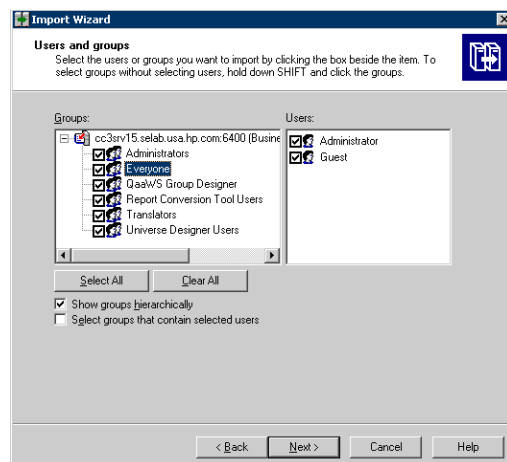 Import Wizard
Users and groups
Select the users or groups you want to import by clicking the box beside the item. To
select groups without selecting users, hold down SHIFT and click the groups.
Groups:
Users:
cc3srv15.selab.usa.hp.com:6400 (Busine
Administrators
Everyone
QaaWS Group Designer
Report Conversion Tool Users
Translators
Universe Designer Users
Administrator
Guest
Select All
Clear All
Show groups hierarchically
Select groups that contain selected users
< Back
Next >
Cancel
Help